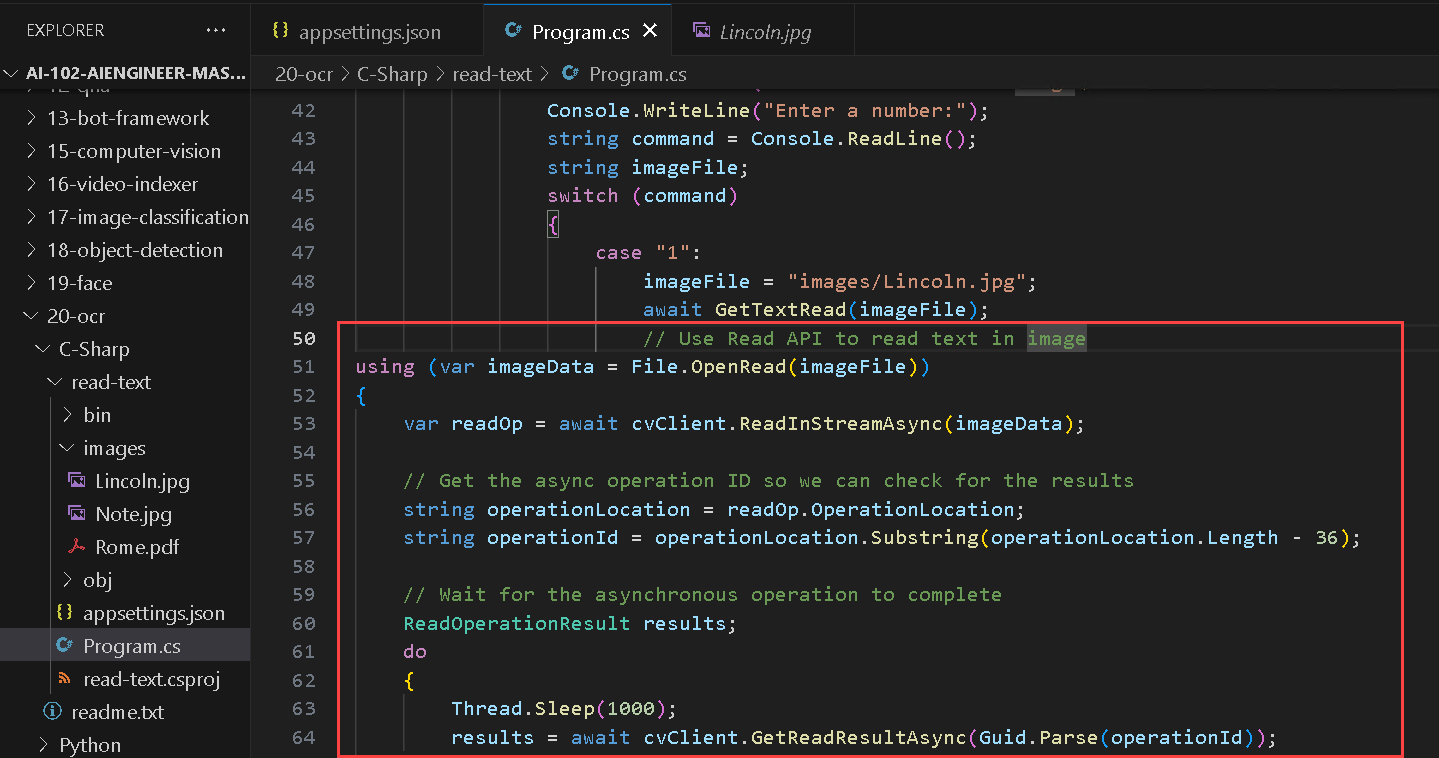 EXPLORER
···
AI-102-AIENGINEER-MAS...
13-bot-framework
15-computer-vision
16-video-indexer
17-image-classification
18-object-detection
19-face
20-ocr
C-Sharp
read-text
bin
images
Lincoln.jpg
Note.jpg
Rome.pdf
obj
{} appsettings.json
Program.cs
read-text.csproj
readme.txt
Python
{} appsettings.json
Program.cs
Lincoln.jpg
20-ocr > C-Sharp > read-text > Program.cs
42 Console.WriteLine("Enter a number:");
43 string command = Console.ReadLine();
44 string imageFile;
45 switch (command)
46 {
47 case "1":
48 imageFile = "images/Lincoln.jpg";
49 await GetTextRead(imageFile);
50 // Use Read API to read text in image
51 using (var imageData = File.OpenRead(imageFile))
52 {
53 var readOp = await cvClient.ReadInStreamAsync(imageData);
54
55 // Get the async operation ID so we can check for the results
56 string operationLocation = readOp.OperationLocation;
57 string operationId = operationLocation.Substring(operationLocation.Length - 36);
58
59 // Wait for the asynchronous operation to complete
60 ReadOperationResult results;
61 do
62 {
63 Thread.Sleep(1000);
64 results = await cvClient.GetReadResultAsync(Guid.Parse(operationId));